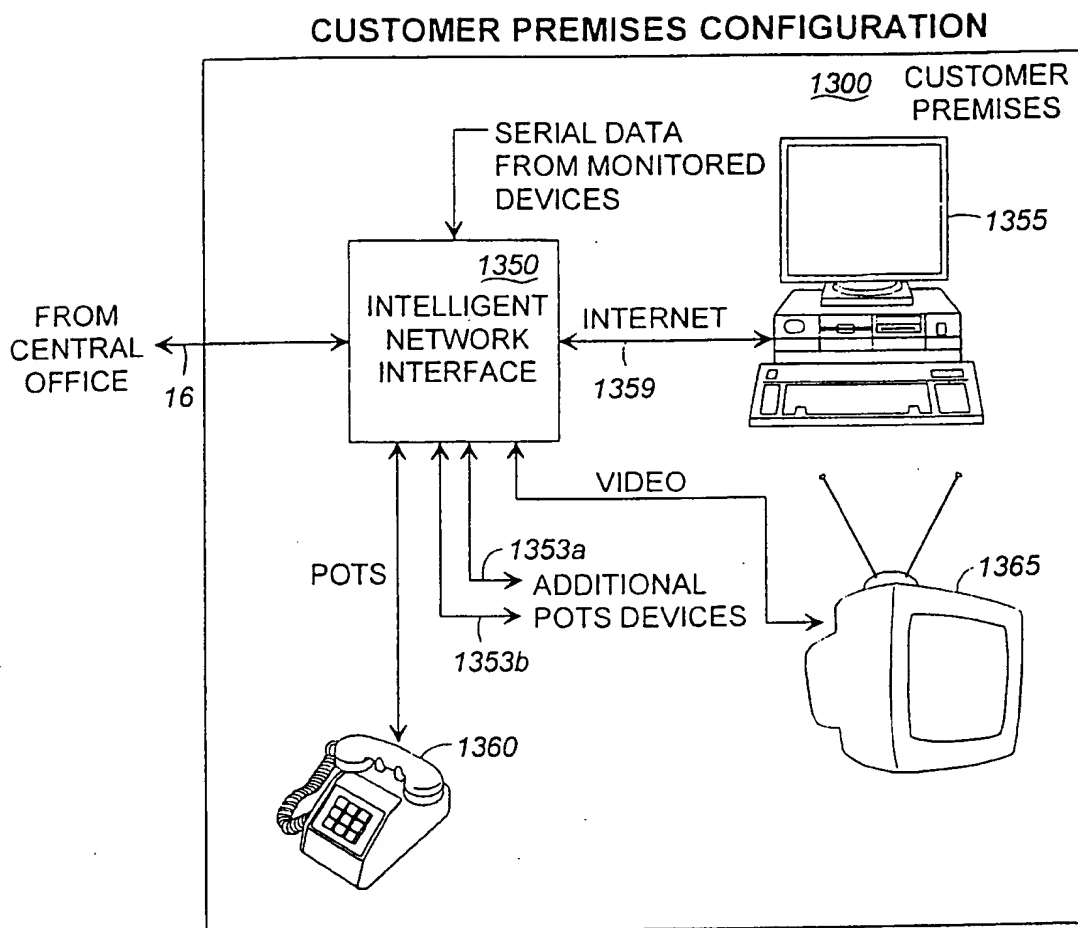 CUSTOMER PREMISES CONFIGURATION
1300 CUSTOMER
PREMISES
SERIAL DATA
FROM MONITORED
DEVICES
1355
1350
INTELLIGENT
NETWORK
INTERFACE
FROM
CENTRAL
OFFICE
16
INTERNET
1359
VIDEO
POTS
1353a
ADDITIONAL
POTS DEVICES
1353b
1365
1360